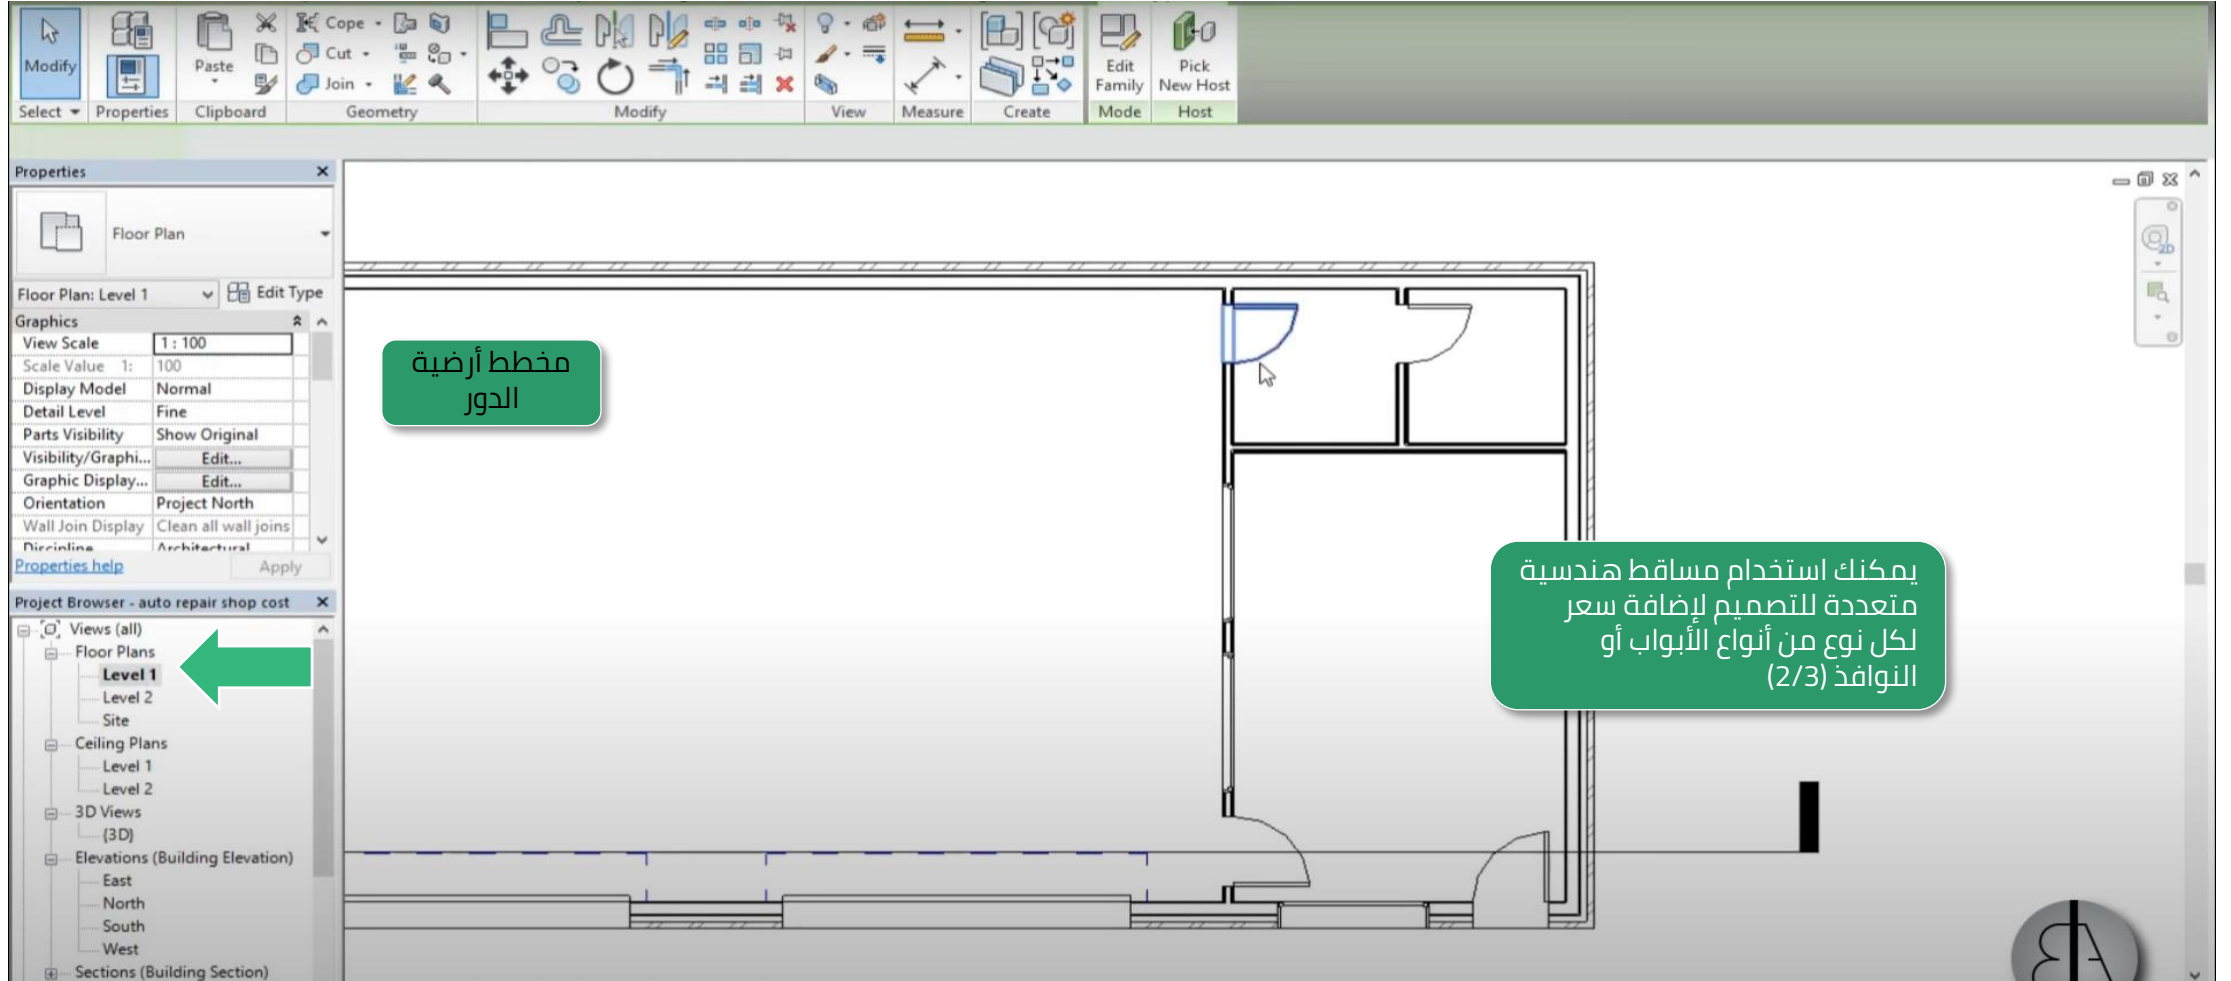 Modify
Select
Properties
Paste
Clipboard
Cope
Cut
Join
Geometry
Modify
View
Measure
Create
Edit
Family
Mode
Pick
New Host
Host
Properties
Floor Plan
Floor Plan: Level 1
Edit Type
Graphics
View Scale 1 : 100
Scale Value 1: 100
Display Model Normal
Detail Level Fine
Parts Visibility Show Original
Visibility/Graphi... Edit...
Graphic Display... Edit...
Orientation Project North
Wall Join Display Clean all wall joins
Discipline Architectural
Properties help Apply
Project Browser - auto repair shop cost
Views (all)
Floor Plans
Level 1
Level 2
Site
Ceiling Plans
Level 1
Level 2
3D Views
{3D}
Elevations (Building Elevation)
East
North
South
West
Sections (Building Section)
مخطط أرضية
الدور
2D
يمكنك استخدام مساقط هندسية
متعددة للتصميم لإضافة سعر
لكل نوع من أنواع الأبواب أو
النوافذ (2/3)